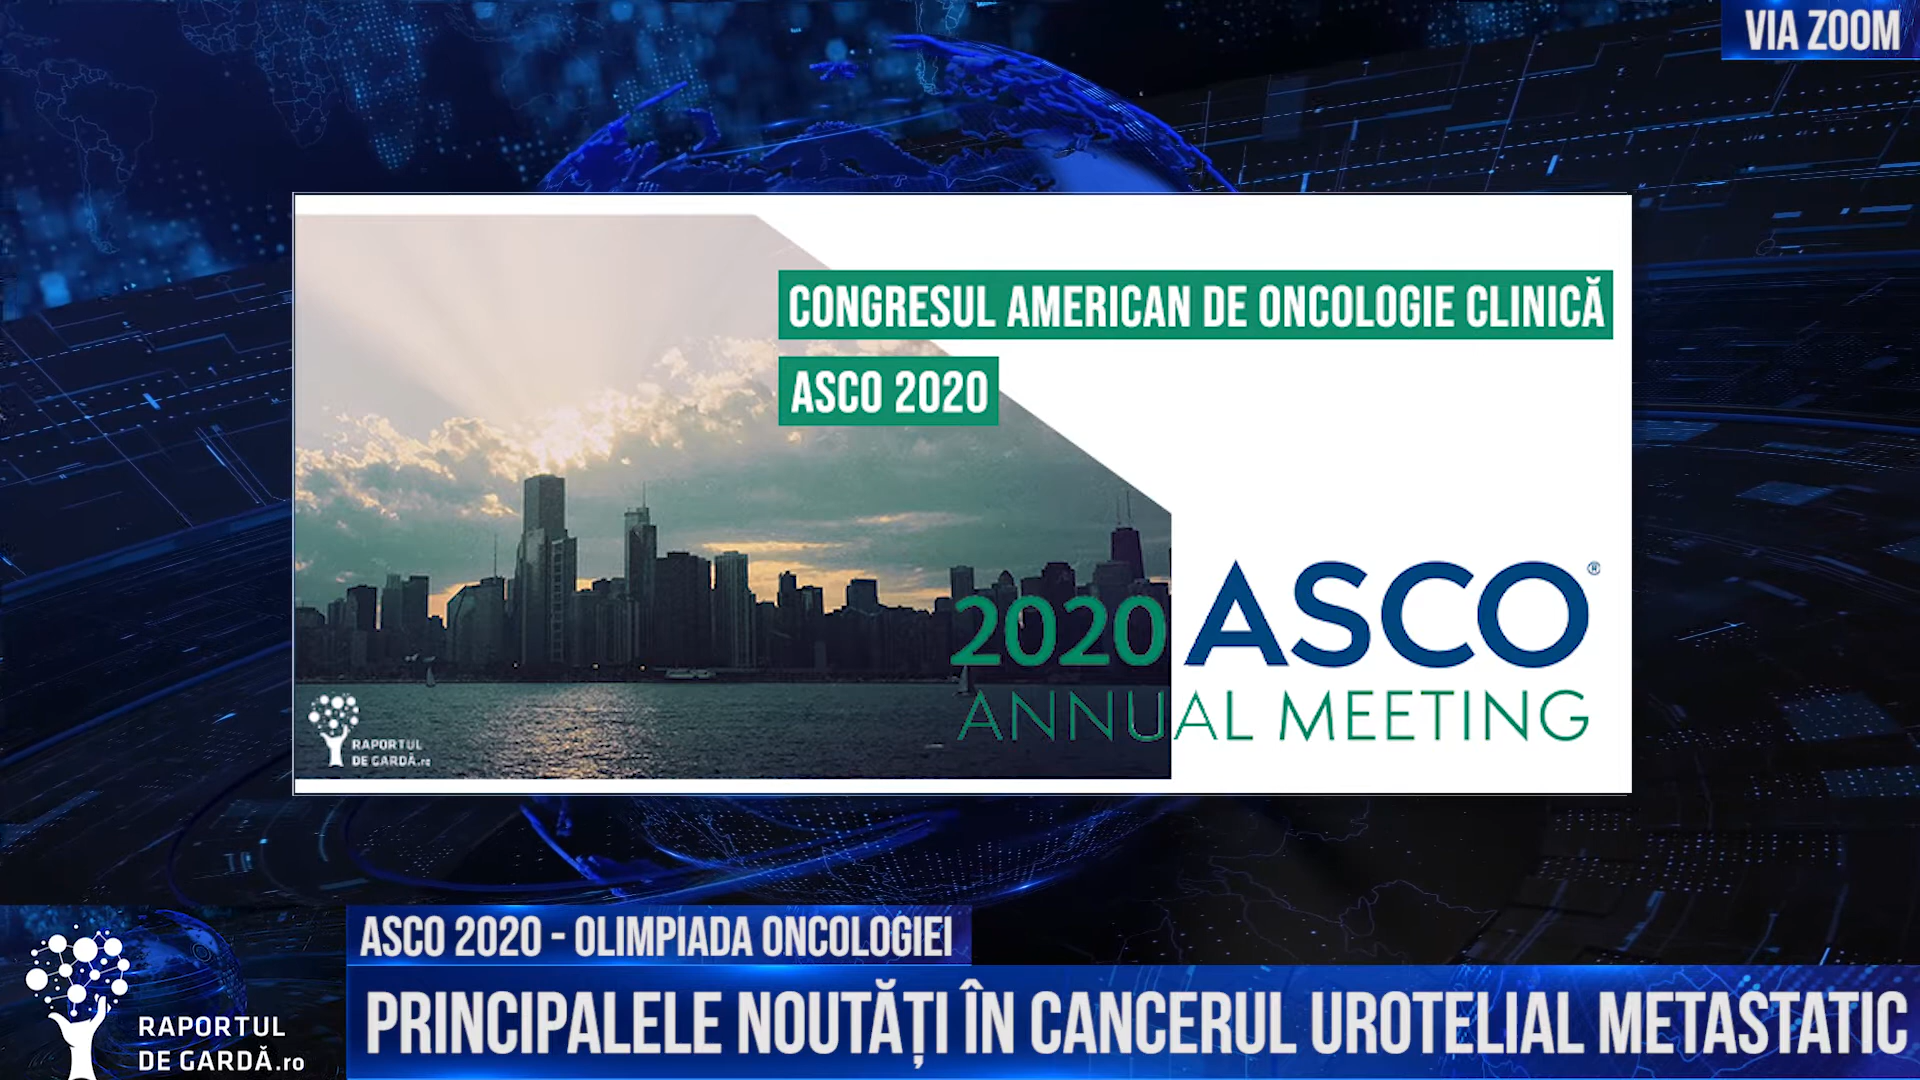 VIA ZOOM
CONGRESUL AMERICAN DE ONCOLOGIE CLINICĂ
ASCO 2020
2020 ASCO®
ANNUAL MEETING
RAPORTUL
DE GARDĂ.ro
ASCO 2020 - OLIMPIADA ONCOLOGIEI
PRINCIPALELE NOUTĂȚI ÎN CANCERUL UROTELIAL METASTATIC
RAPORTUL
DE GARDĂ.ro